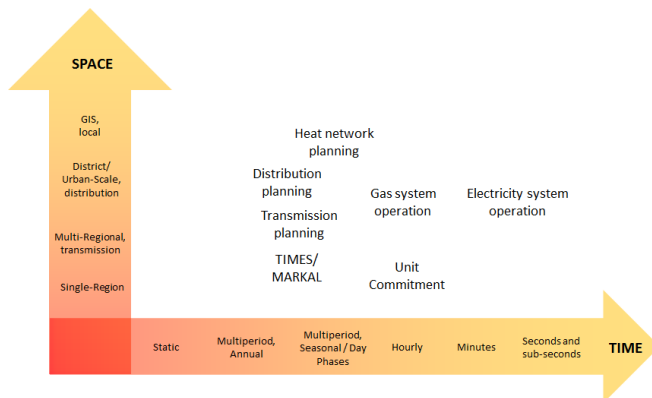 SPACE
GIS,
local
District/
Urban-Scale,
distribution
Multi-Regional,
transmission
Single-Region
Heat network
planning
Distribution
planning
Gas system
operation
Electricity system
operation
Transmission
planning
TIMES/
MARKAL
Unit
Commitment
Static
Multiperiod,
Annual
Multiperiod,
Seasonal / Day
Phases
Hourly
Minutes
Seconds and
sub-seconds
TIME